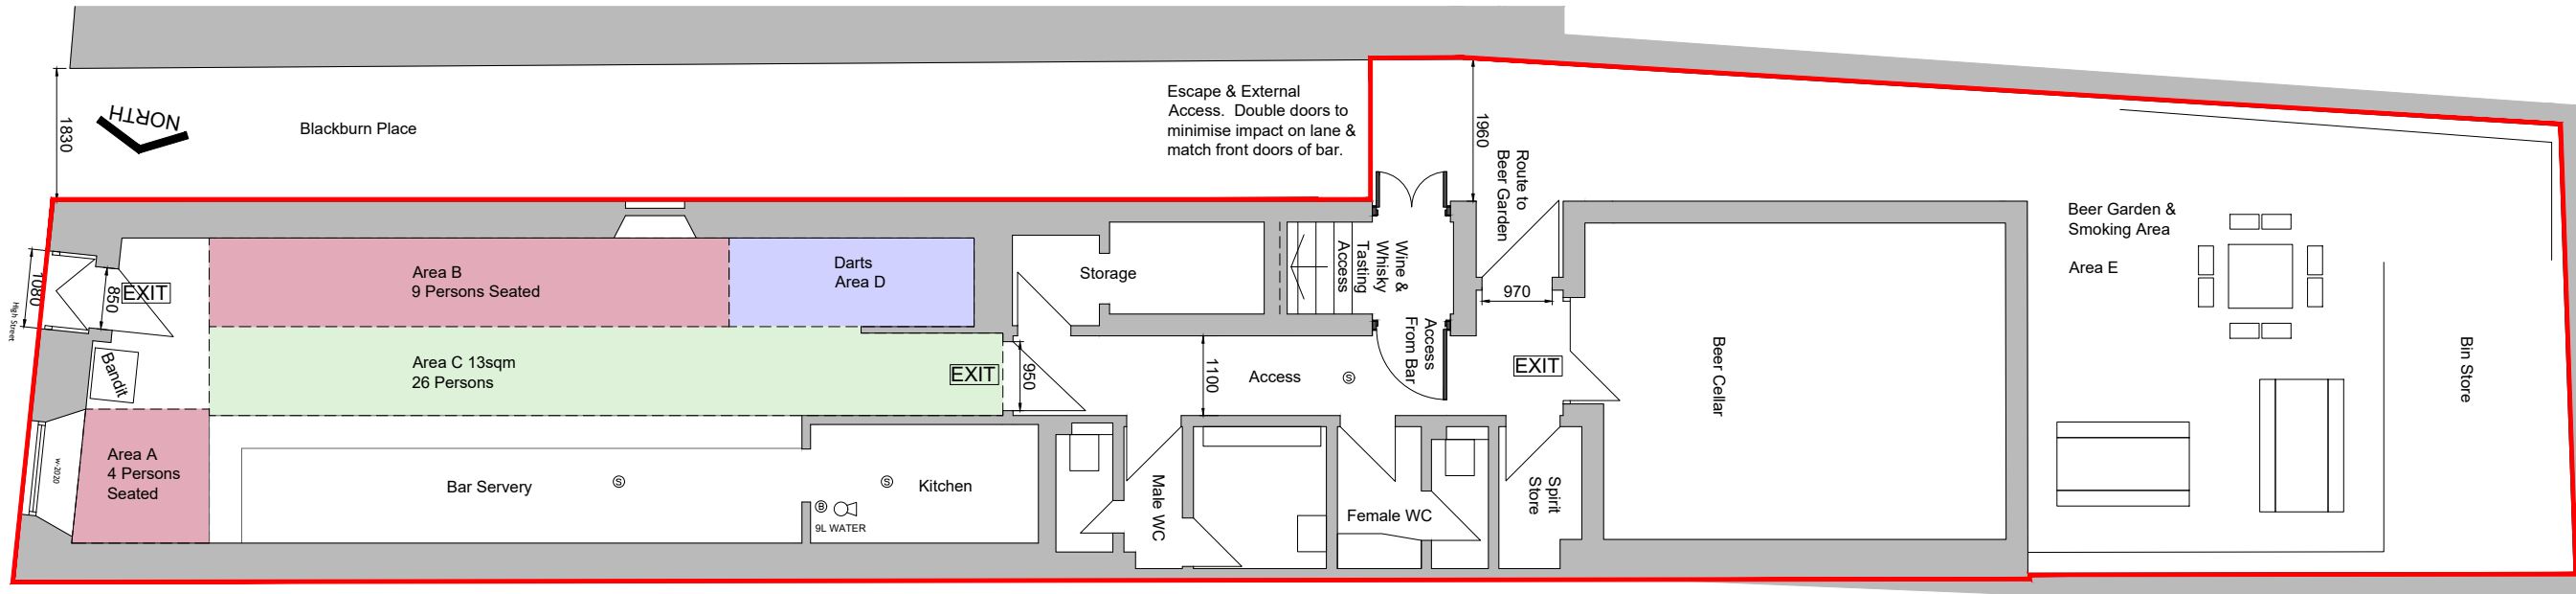 1830
NORTH
Blackburn Place
Escape & External
Access. Double doors to
minimise impact on lane &
match front doors of bar.
1960
Route to
Beer Garden
1080
850
EXIT
High Street
Bandit
Area A
4 Persons
Seated
w-2020
Area B
9 Persons Seated
Darts
Area D
Area C 13sqm
26 Persons
EXIT
950
Bar Servery
S
S
Kitchen
B
9L WATER
Storage
1100
Access
S
Wine &
Whisky
Tasting
Access
Access
From Bar
970
EXIT
Male WC
Female WC
Spirit
Store
Beer Cellar
Beer Garden &
Smoking Area
Area E
Bin Store